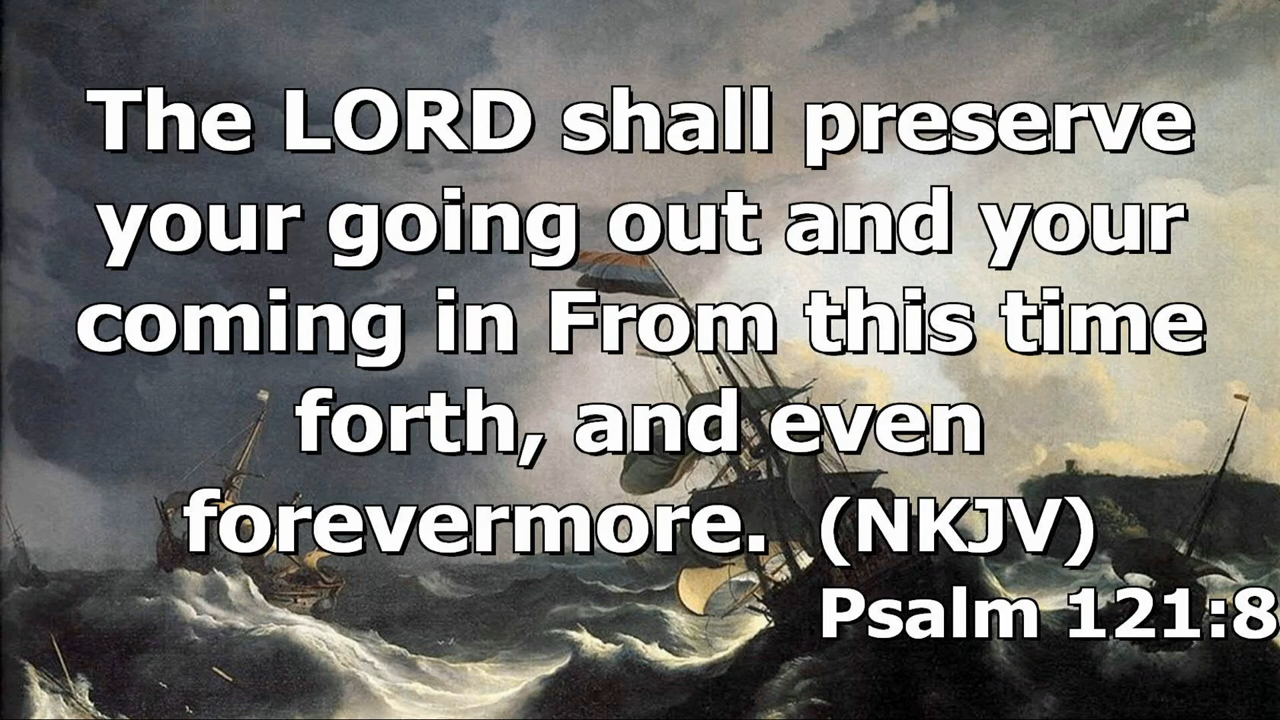 The LORD shall preserve
your going out and your
coming in From this time
forth, and even
forevermore. (NKJV)
Psalm 121:8